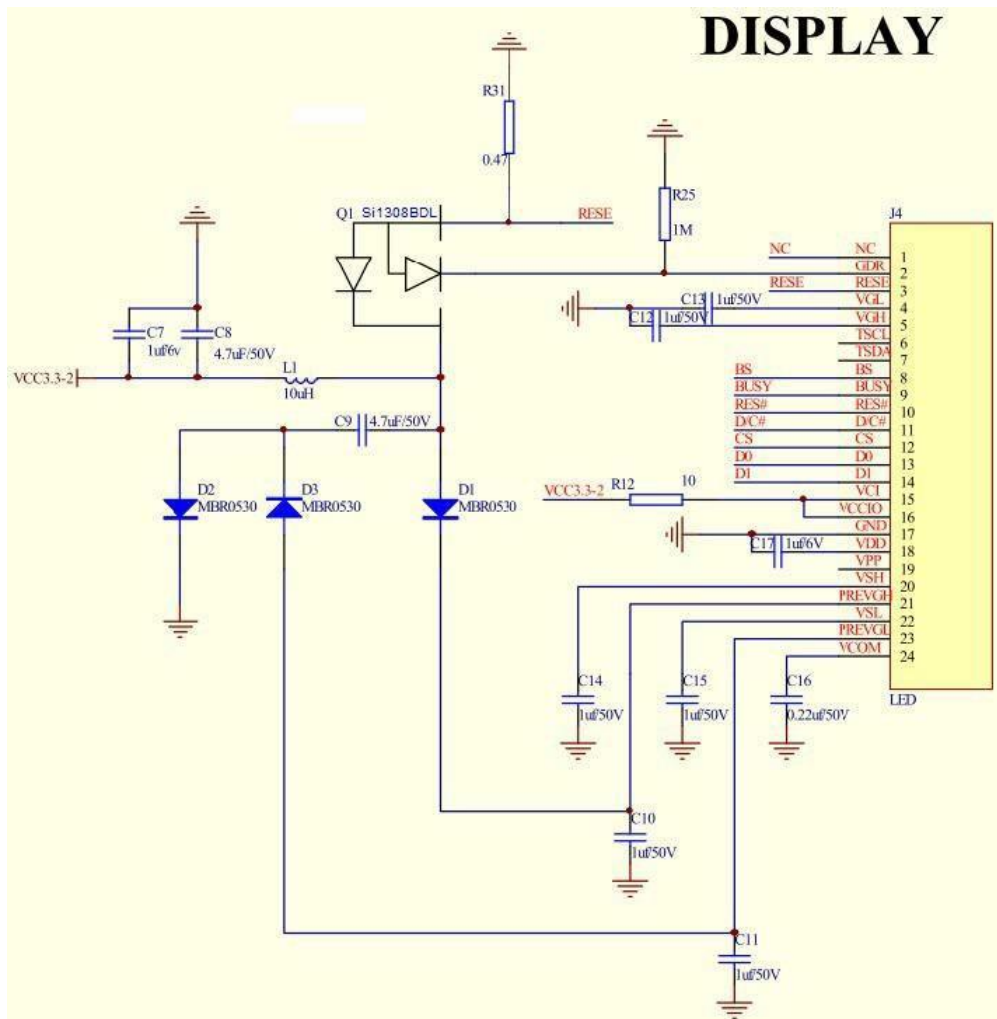 DISPLAY
R31
0.47
Q1
Si1308BDL
RESE
R25
1M
J4
NC
NC
1
GDR
2
RESE
RESE
3
C13
1uf/50V
VGL
4
C12
1uf/50V
VGH
5
TSCL
6
TSDA
7
BS
BS
8
BUSY
BUSY
9
RES#
RES#
10
D/C#
D/C#
11
CS
CS
12
D0
D0
13
D1
D1
14
VCC3.3-2
R12
10
VCI
15
VCCIO
16
GND
17
C17
1uf/6V
VDD
18
VPP
19
VSH
20
PREVGH
21
VSL
22
PREVGL
23
VCOM
24
LED
C7
1uf/6v
C8
4.7uF/50V
VCC3.3-2
L1
10uH
C9
4.7uF/50V
D2
MBR0530
D3
MBR0530
D1
MBR0530
C14
1uf/50V
C15
1uf/50V
C16
0.22uf/50V
C10
1uf/50V
C11
1uf/50V